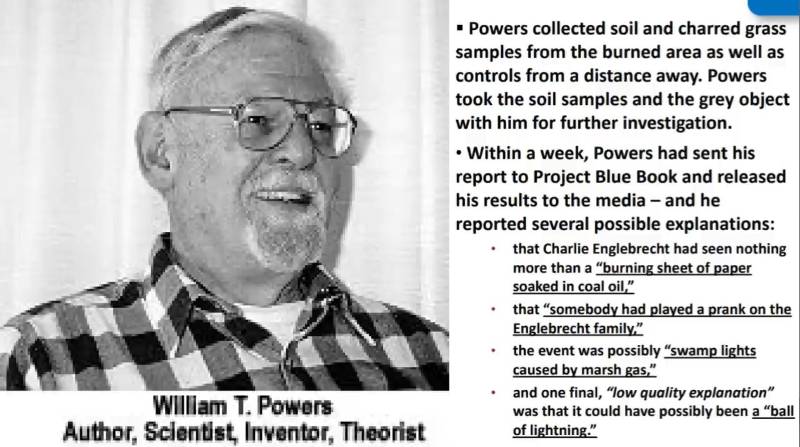 ▪ Powers collected soil and charred grass
samples from the burned area as well as
controls from a distance away. Powers
took the soil samples and the grey object
with him for further investigation.
• Within a week, Powers had sent his
report to Project Blue Book and released
his results to the media – and he
reported several possible explanations:
• that Charlie Englebrecht had seen nothing
more than a “burning sheet of paper
soaked in coal oil,”
• that “somebody had played a prank on the
Englebrecht family,”
• the event was possibly “swamp lights
caused by marsh gas,”
• and one final, “low quality explanation”
was that it could have possibly been a “ball
of lightning.”
William T. Powers
Author, Scientist, Inventor, Theorist